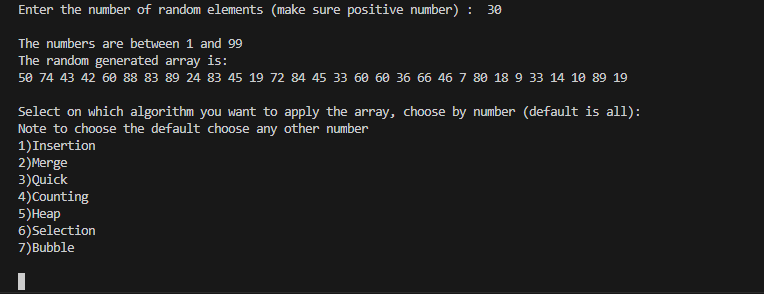 Enter the number of random elements (make sure positive number) :  30
The numbers are between 1 and 99
The random generated array is:
50 74 43 42 60 88 83 89 24 83 45 19 72 84 45 33 60 60 36 66 46 7 80 18 9 33 14 10 89 19
Select on which algorithm you want to apply the array, choose by number (default is all):
Note to choose the default choose any other number
1)Insertion
2)Merge
3)Quick
4)Counting
5)Heap
6)Selection
7)Bubble